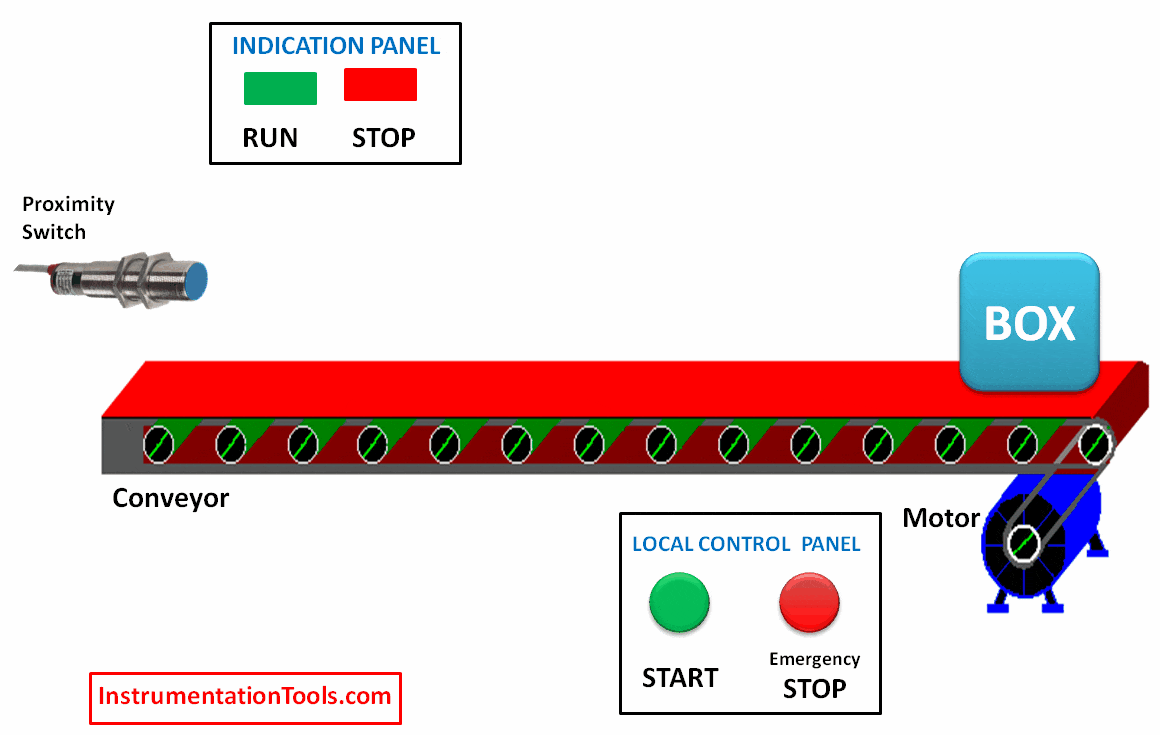 INDICATION PANEL
RUN STOP
Proximity
Switch
BOX
Conveyor
Motor
LOCAL CONTROL PANEL
START
Emergency
STOP
InstrumentationTools.com